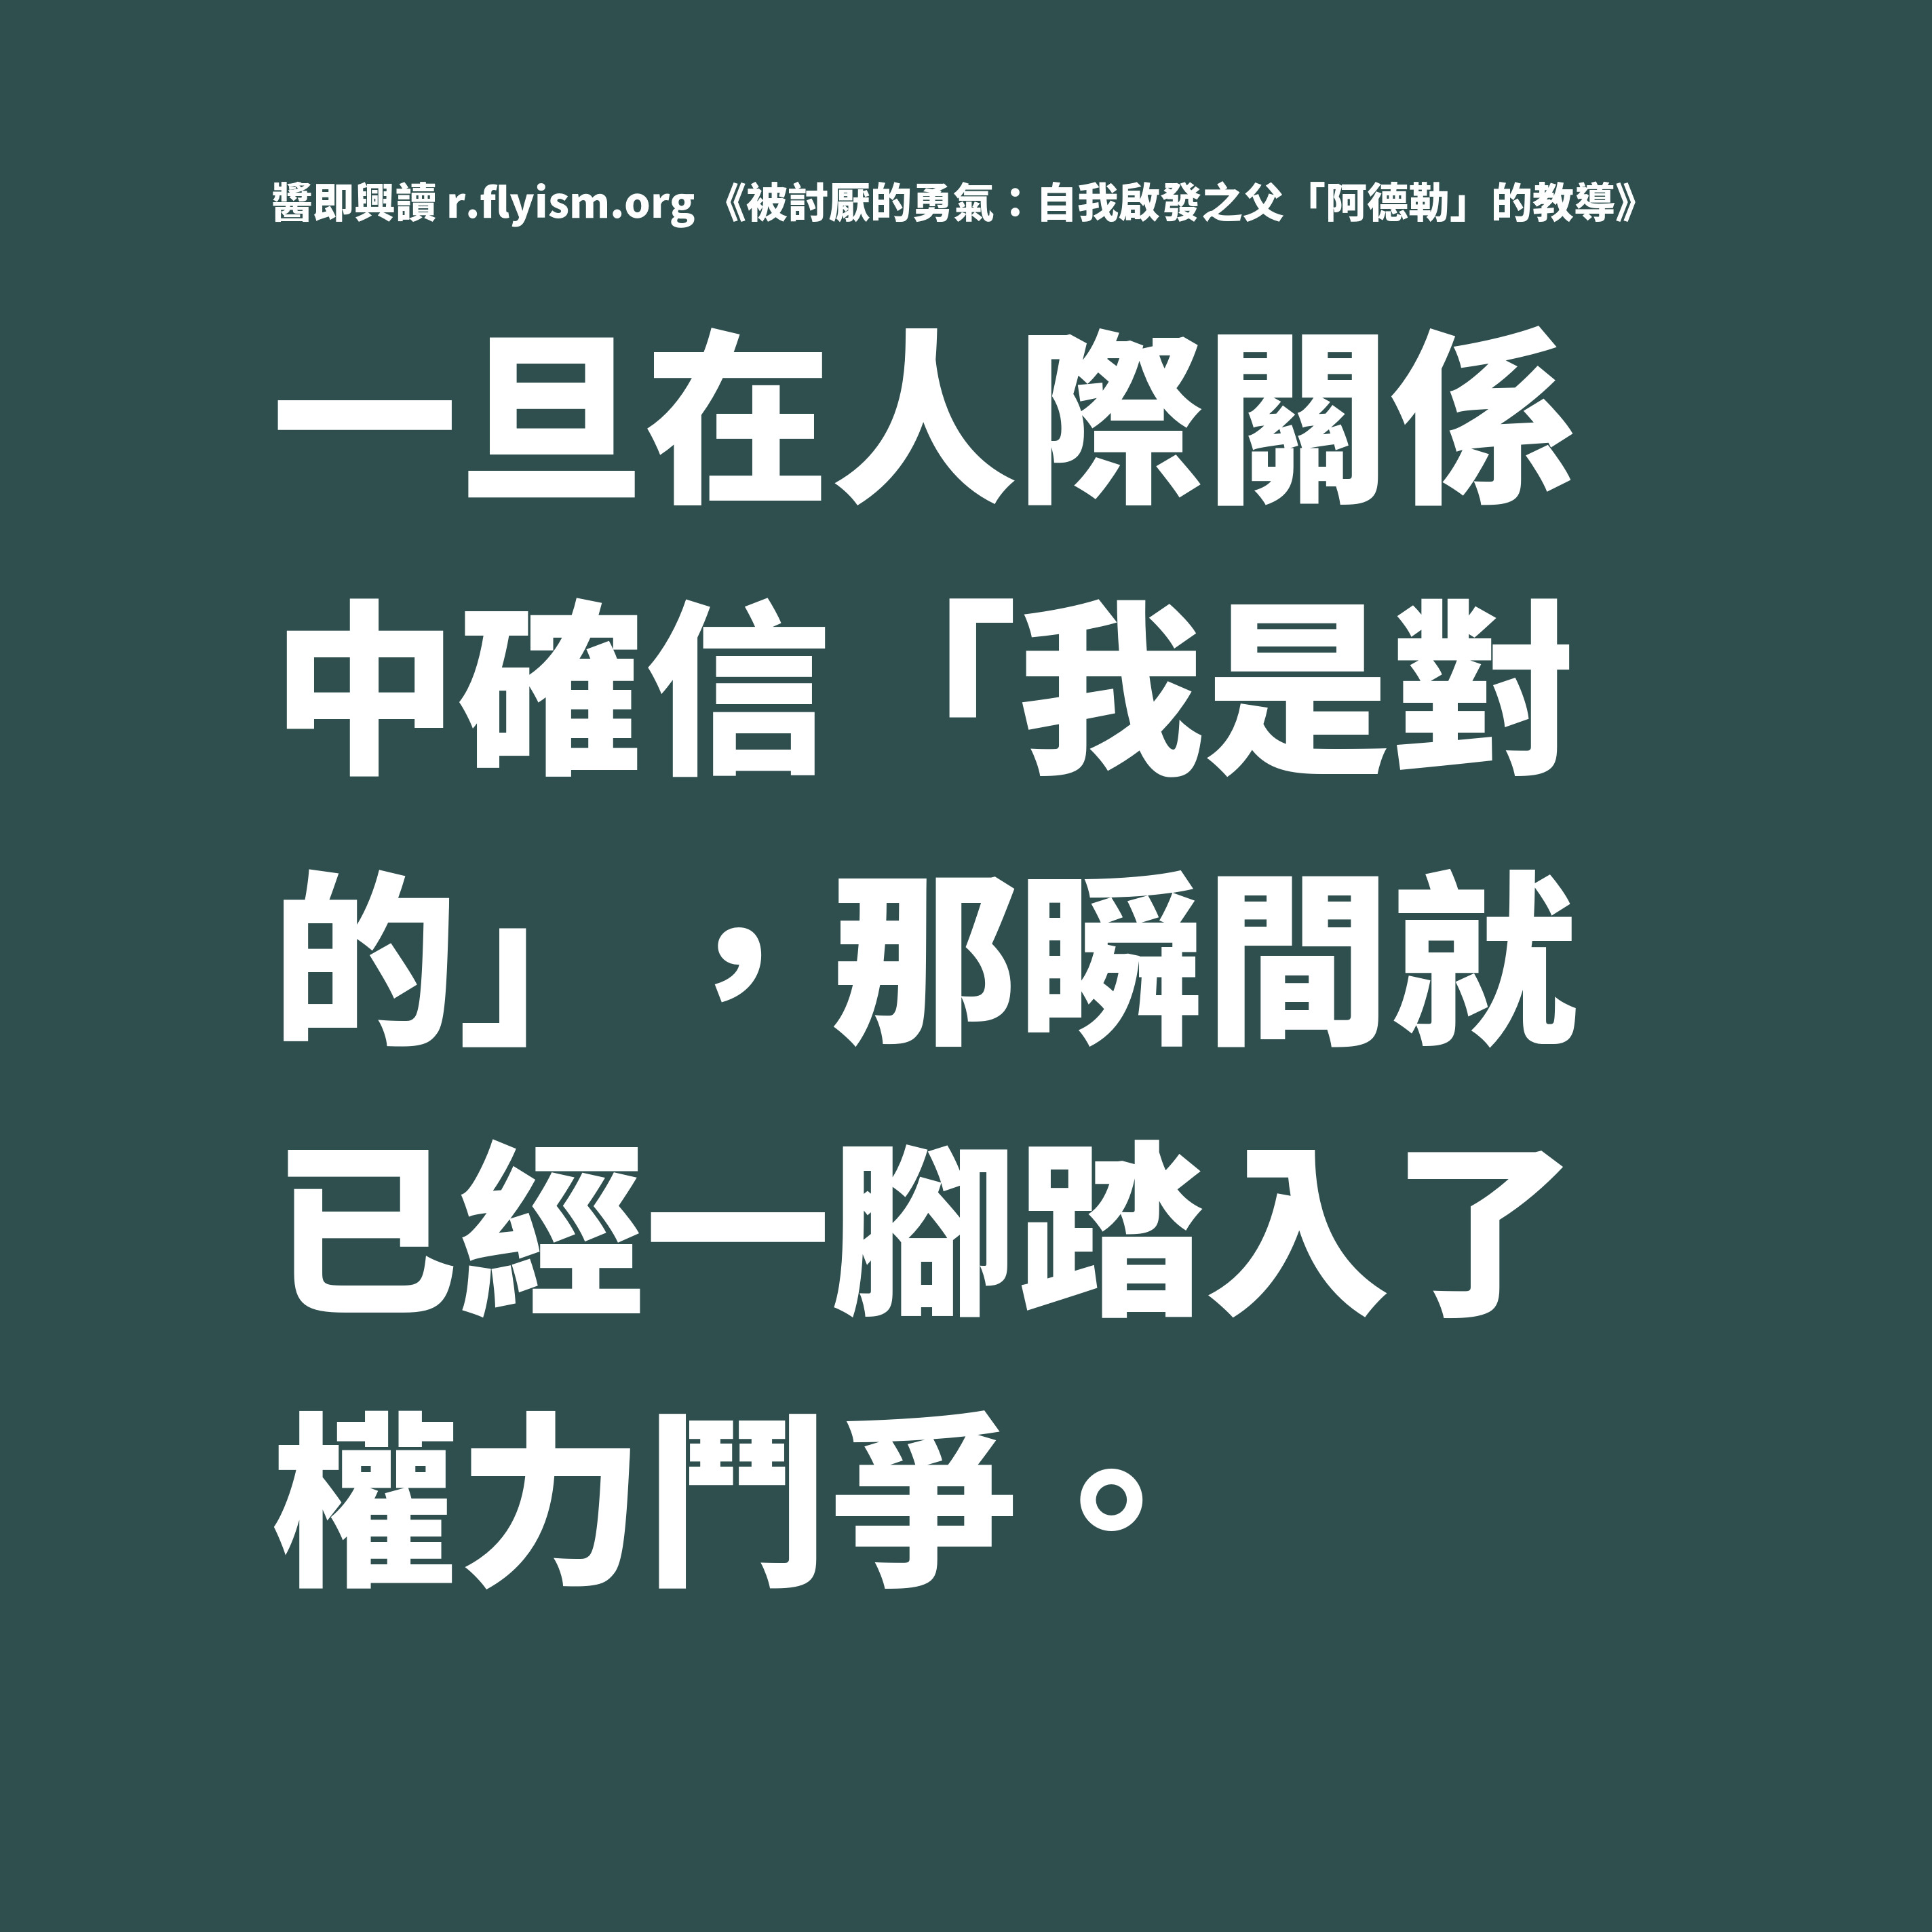 響即閱讀 r.flyism.org《被討厭的勇氣：自我啟發之父「阿德勒」的教導》
一旦在人際關係
中確信「我是對
的」，那瞬間就
已經一腳踏入了
權力鬥爭。